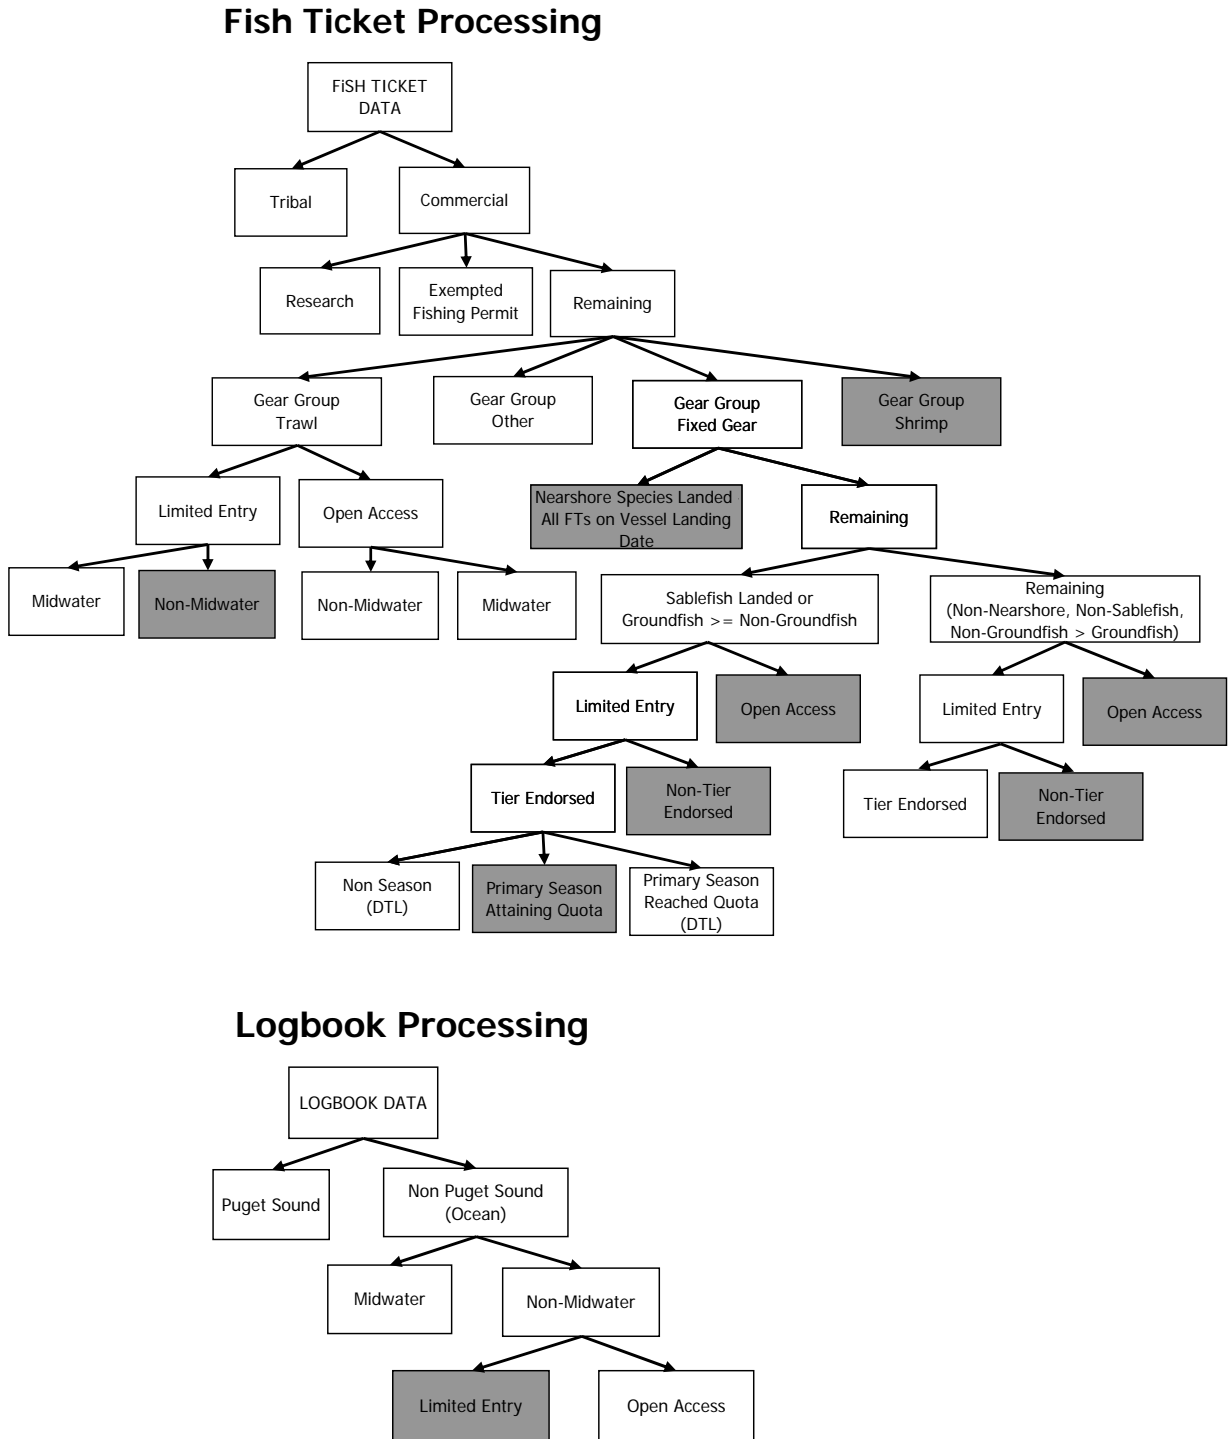 Fish Ticket Processing
FiSH TICKET
DATA
Tribal
Commercial
Research
Exempted
Fishing Permit
Remaining
Gear Group
Trawl
Gear Group
Other
Gear Group
Fixed Gear
Gear Group
Shrimp
Limited Entry
Open Access
Nearshore Species Landed
All FTs on Vessel Landing
Date
Remaining
Midwater
Non-Midwater
Non-Midwater
Midwater
Sablefish Landed or
Groundfish >= Non-Groundfish
Remaining
(Non-Nearshore, Non-Sablefish,
Non-Groundfish > Groundfish)
Limited Entry
Open Access
Limited Entry
Open Access
Tier Endorsed
Non-Tier
Endorsed
Tier Endorsed
Non-Tier
Endorsed
Non Season
(DTL)
Primary Season
Attaining Quota
Primary Season
Reached Quota
(DTL)
Logbook Processing
LOGBOOK DATA
Puget Sound
Non Puget Sound
(Ocean)
Midwater
Non-Midwater
Limited Entry
Open Access